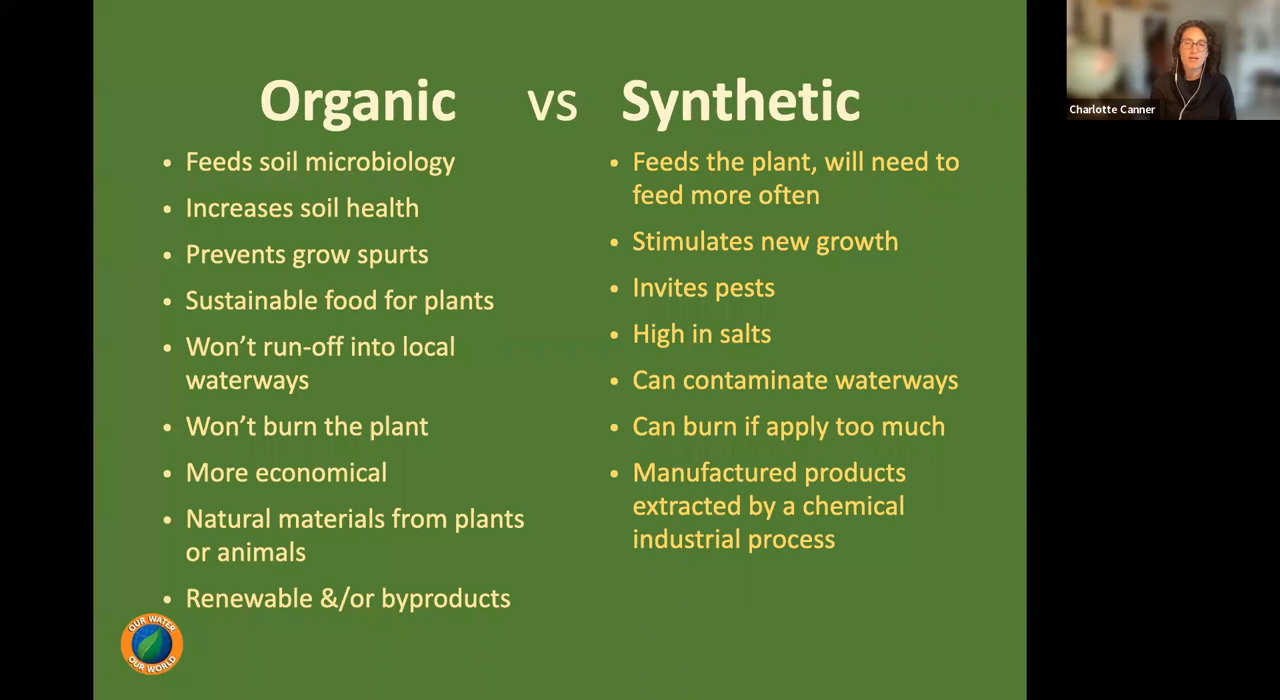 Organic vs Synthetic
• Feeds soil microbiology
• Increases soil health
• Prevents grow spurts
• Sustainable food for plants
• Won’t run-off into local
waterways
• Won’t burn the plant
• More economical
• Natural materials from plants
or animals
• Renewable &/or byproducts
• Feeds the plant, will need to
feed more often
• Stimulates new growth
• Invites pests
• High in salts
• Can contaminate waterways
• Can burn if apply too much
• Manufactured products
extracted by a chemical
industrial process
OUR WATER
OUR WORLD
Charlotte Canner